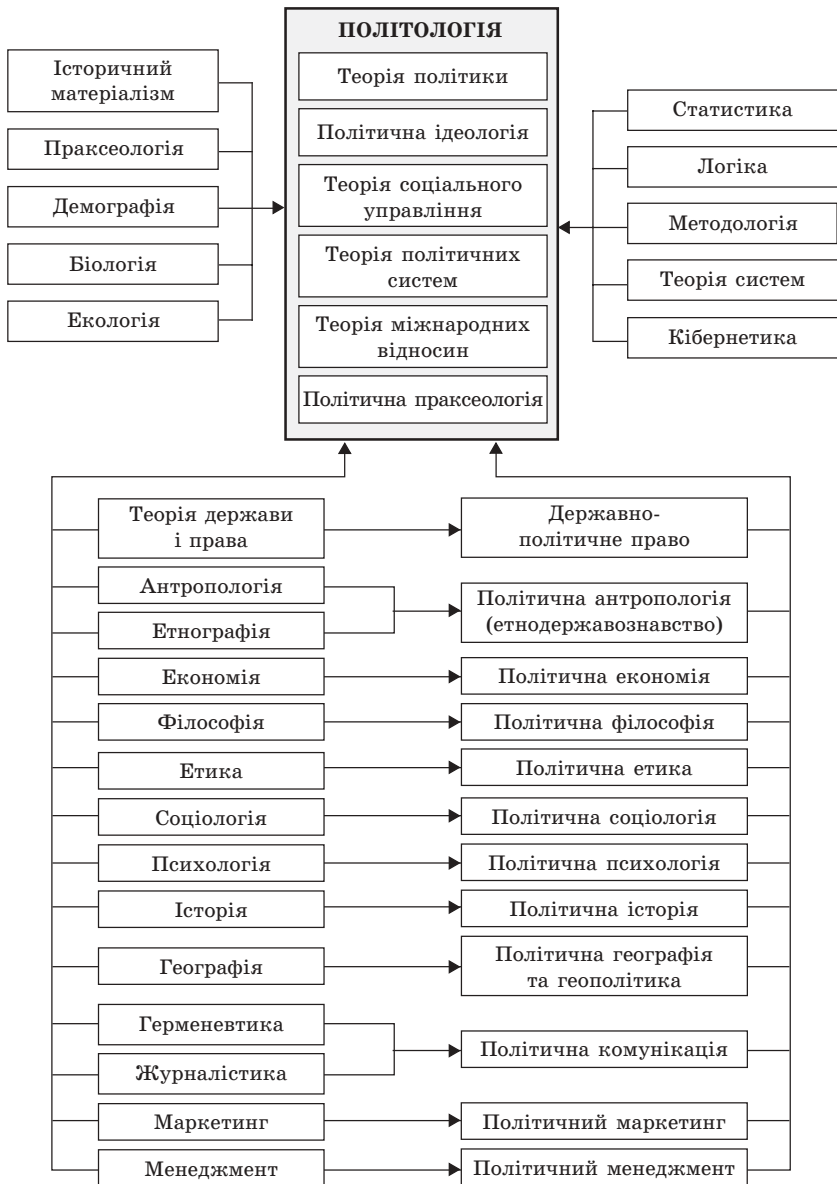 ПОЛІТОЛОГІЯ
Теорія політики
Політична ідеологія
Теорія соціального
управління
Теорія політичних
систем
Теорія міжнародних
відносин
Політична праксеологія
Історичний
матеріалізм
Праксеологія
Демографія
Біологія
Екологія
Статистика
Логіка
Методологія
Теорія систем
Кібернетика
Теорія держави
і права
Державно-
політичне право
Антропологія
Етнографія
Політична антропологія
(етнодержавознавство)
Економія
Політична економія
Філософія
Політична філософія
Етика
Політична етика
Соціологія
Політична соціологія
Психологія
Політична психологія
Історія
Політична історія
Географія
Політична географія
та геополітика
Герменевтика
Журналістика
Політична комунікація
Маркетинг
Політичний маркетинг
Менеджмент
Політичний менеджмент